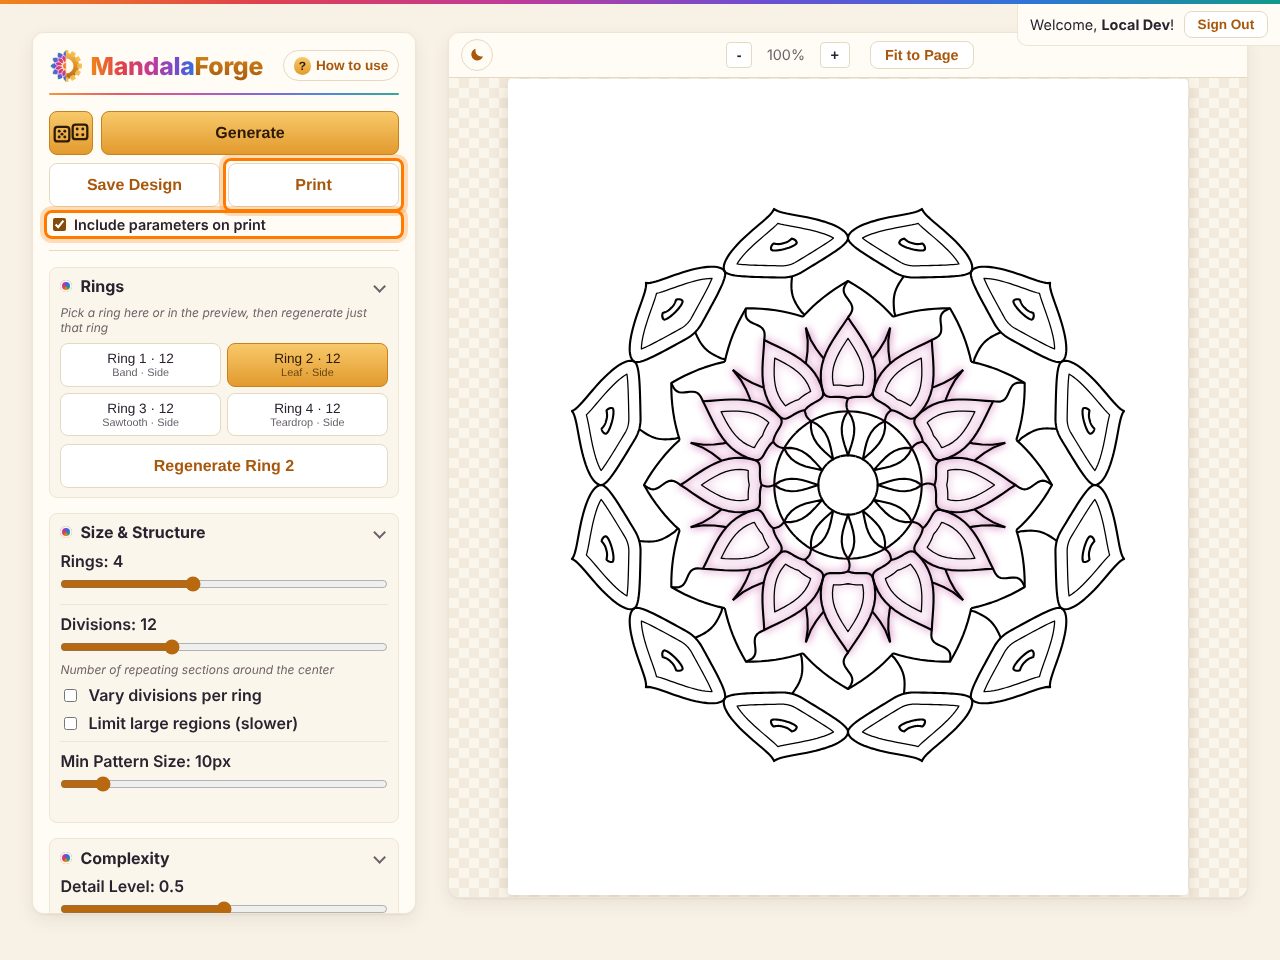 Welcome, Local Dev!
Sign Out
MandalaForge
? How to use
- 100% +
Fit to Page
Generate
Save Design
Print
Include parameters on print
Rings
Pick a ring here or in the preview, then regenerate just
that ring
Ring 1 · 12
Band · Side
Ring 2 · 12
Leaf · Side
Ring 3 · 12
Sawtooth · Side
Ring 4 · 12
Teardrop · Side
Regenerate Ring 2
Size & Structure
Rings: 4
Divisions: 12
Number of repeating sections around the center
Vary divisions per ring
Limit large regions (slower)
Min Pattern Size: 10px
Complexity
Detail Level: 0.5